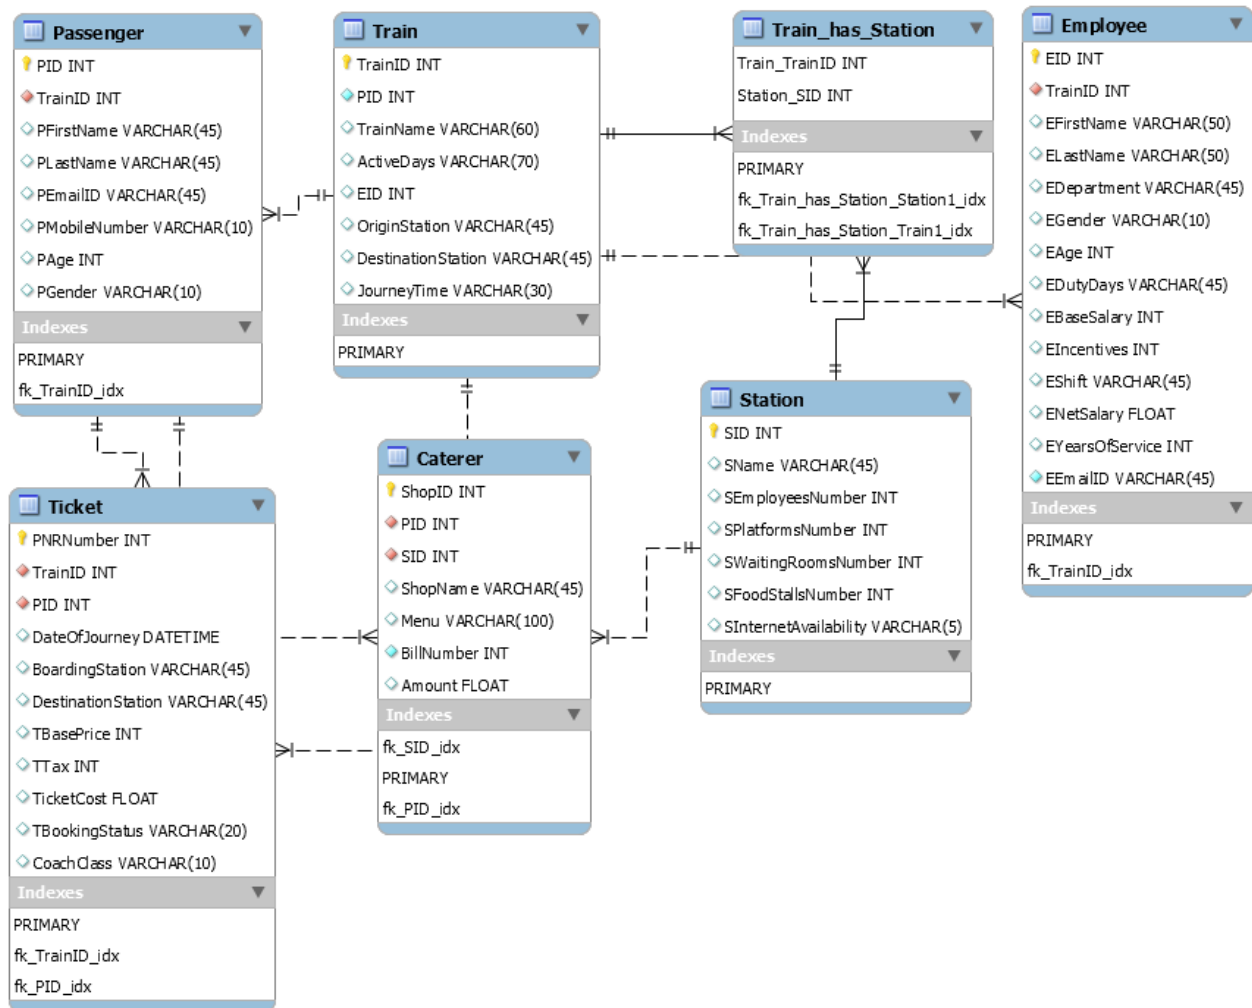 Passenger
PID INT
TrainID INT
PFirstName VARCHAR(45)
PLastName VARCHAR(45)
PEmailID VARCHAR(45)
PMobileNumber VARCHAR(10)
PAge INT
PGender VARCHAR(10)
Indexes
PRIMARY
fk_TrainID_idx
Train
TrainID INT
PID INT
TrainName VARCHAR(60)
ActiveDays VARCHAR(70)
EID INT
OriginStation VARCHAR(45)
DestinationStation VARCHAR(45)
JourneyTime VARCHAR(30)
Indexes
PRIMARY
Train_has_Station
Train_TrainID INT
Station_SID INT
Indexes
PRIMARY
fk_Train_has_Station_Station1_idx
fk_Train_has_Station_Train1_idx
Employee
EID INT
TrainID INT
EFirstName VARCHAR(50)
ELastName VARCHAR(50)
EDepartment VARCHAR(45)
EGender VARCHAR(10)
EAge INT
EDutyDays VARCHAR(45)
EBaseSalary INT
EIncentives INT
EShift VARCHAR(45)
ENetSalary FLOAT
EYearsOfService INT
EEmailID VARCHAR(45)
Indexes
PRIMARY
fk_TrainID_idx
Ticket
PNRNumber INT
TrainID INT
PID INT
DateOfJourney DATETIME
BoardingStation VARCHAR(45)
DestinationStation VARCHAR(45)
TBasePrice INT
TTax INT
TicketCost FLOAT
TBookingStatus VARCHAR(20)
CoachClass VARCHAR(10)
Indexes
PRIMARY
fk_TrainID_idx
fk_PID_idx
Caterer
ShopID INT
PID INT
SID INT
ShopName VARCHAR(45)
Menu VARCHAR(100)
BillNumber INT
Amount FLOAT
Indexes
fk_SID_idx
PRIMARY
fk_PID_idx
Station
SID INT
SName VARCHAR(45)
SEmployeesNumber INT
SPlatformsNumber INT
SWaitingRoomsNumber INT
SFoodStallsNumber INT
SInternetAvailability VARCHAR(5)
Indexes
PRIMARY